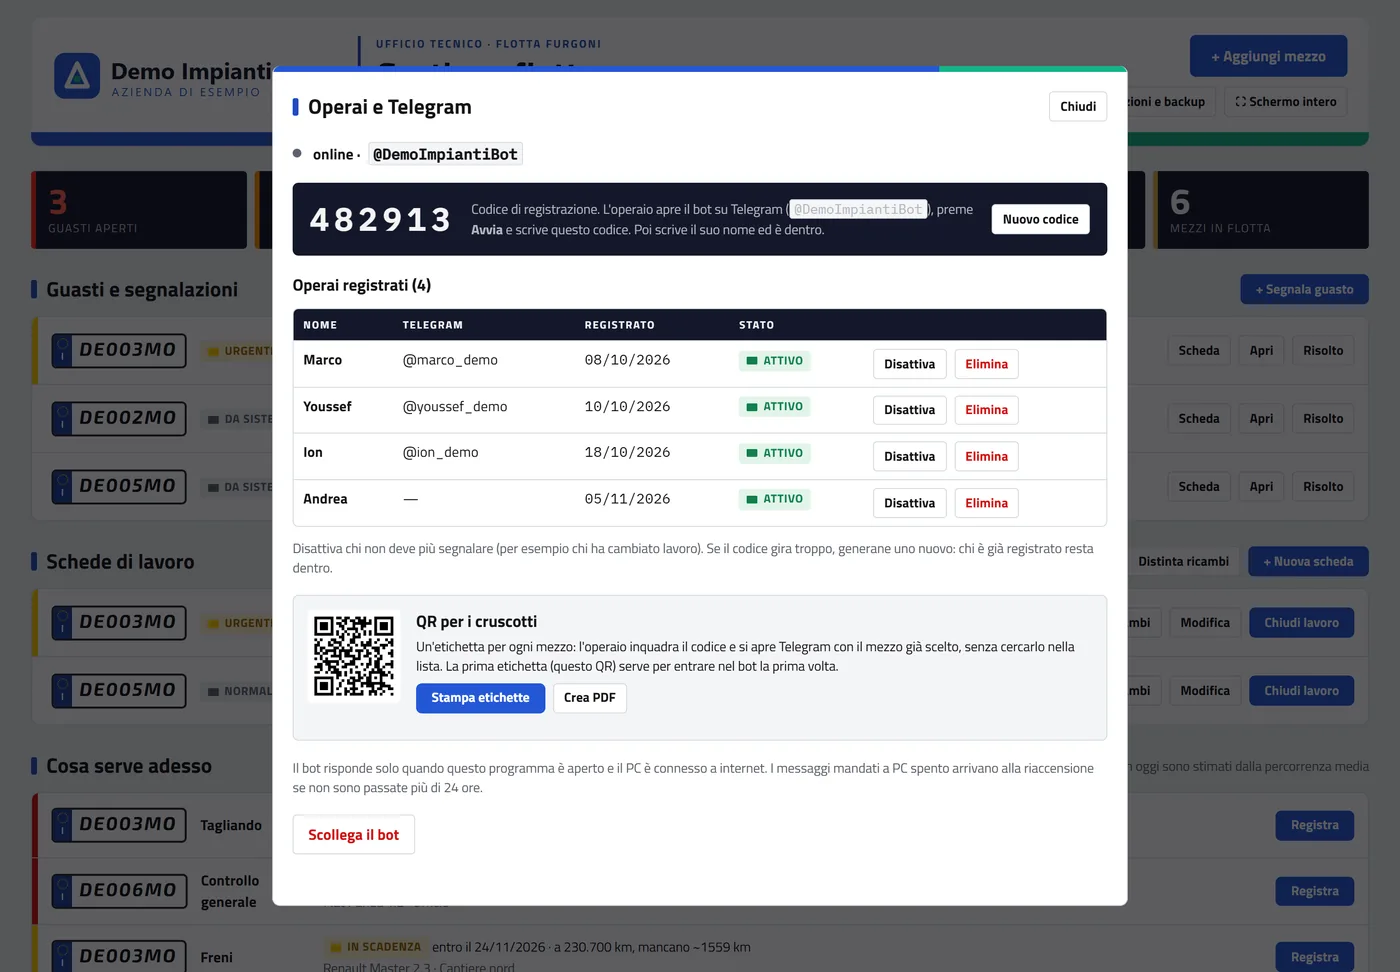 UFFICIO TECNICO · FLOTTA FURGONI
Demo Impianti
AZIENDA DI ESEMPIO
+ Aggiungi mezzo
zioni e backup
Schermo intero
3
GUASTI APERTI
6
MEZZI IN FLOTTA
Operai e Telegram
Chiudi
online · @DemoImpiantiBot
482913
Codice di registrazione. L'operaio apre il bot su Telegram (@DemoImpiantiBot), preme
Avvia e scrive questo codice. Poi scrive il suo nome ed è dentro.
Nuovo codice
Operai registrati (4)
NOME TELEGRAM REGISTRATO STATO
Marco @marco_demo 08/10/2026 ATTIVO Disattiva Elimina
Youssef @youssef_demo 10/10/2026 ATTIVO Disattiva Elimina
Ion @ion_demo 18/10/2026 ATTIVO Disattiva Elimina
Andrea — 05/11/2026 ATTIVO Disattiva Elimina
Disattiva chi non deve più segnalare (per esempio chi ha cambiato lavoro). Se il codice gira troppo, generane uno nuovo: chi è già registrato resta
dentro.
QR per i cruscotti
Un'etichetta per ogni mezzo: l'operaio inquadra il codice e si apre Telegram con il mezzo già scelto, senza cercarlo nella
lista. La prima etichetta (questo QR) serve per entrare nel bot la prima volta.
Stampa etichette
Crea PDF
Il bot risponde solo quando questo programma è aperto e il PC è connesso a internet. I messaggi mandati a PC spento arrivano alla riaccensione
se non sono passate più di 24 ore.
Scollega il bot
Guasti e segnalazioni
+ Segnala guasto
DE003MO URGENT Scheda Apri Risolto
DE002MO DA SISTE Scheda Apri Risolto
DE005MO DA SISTE Scheda Apri Risolto
Schede di lavoro
Distinta ricambi
+ Nuova scheda
DE003MO URGENT mbi Modifica Chiudi lavoro
DE005MO NORMAL mbi Modifica Chiudi lavoro
Cosa serve adesso
oggi sono stimati dalla percorrenza media
DE003MO Tagliando Registra
DE006MO Controllo
generale
Registra
DE003MO Freni IN SCADENZA entro il 24/11/2026 · a 230.700 km, mancano ~1559 km Registra
Renault Master 2.3 · Cantiere nord